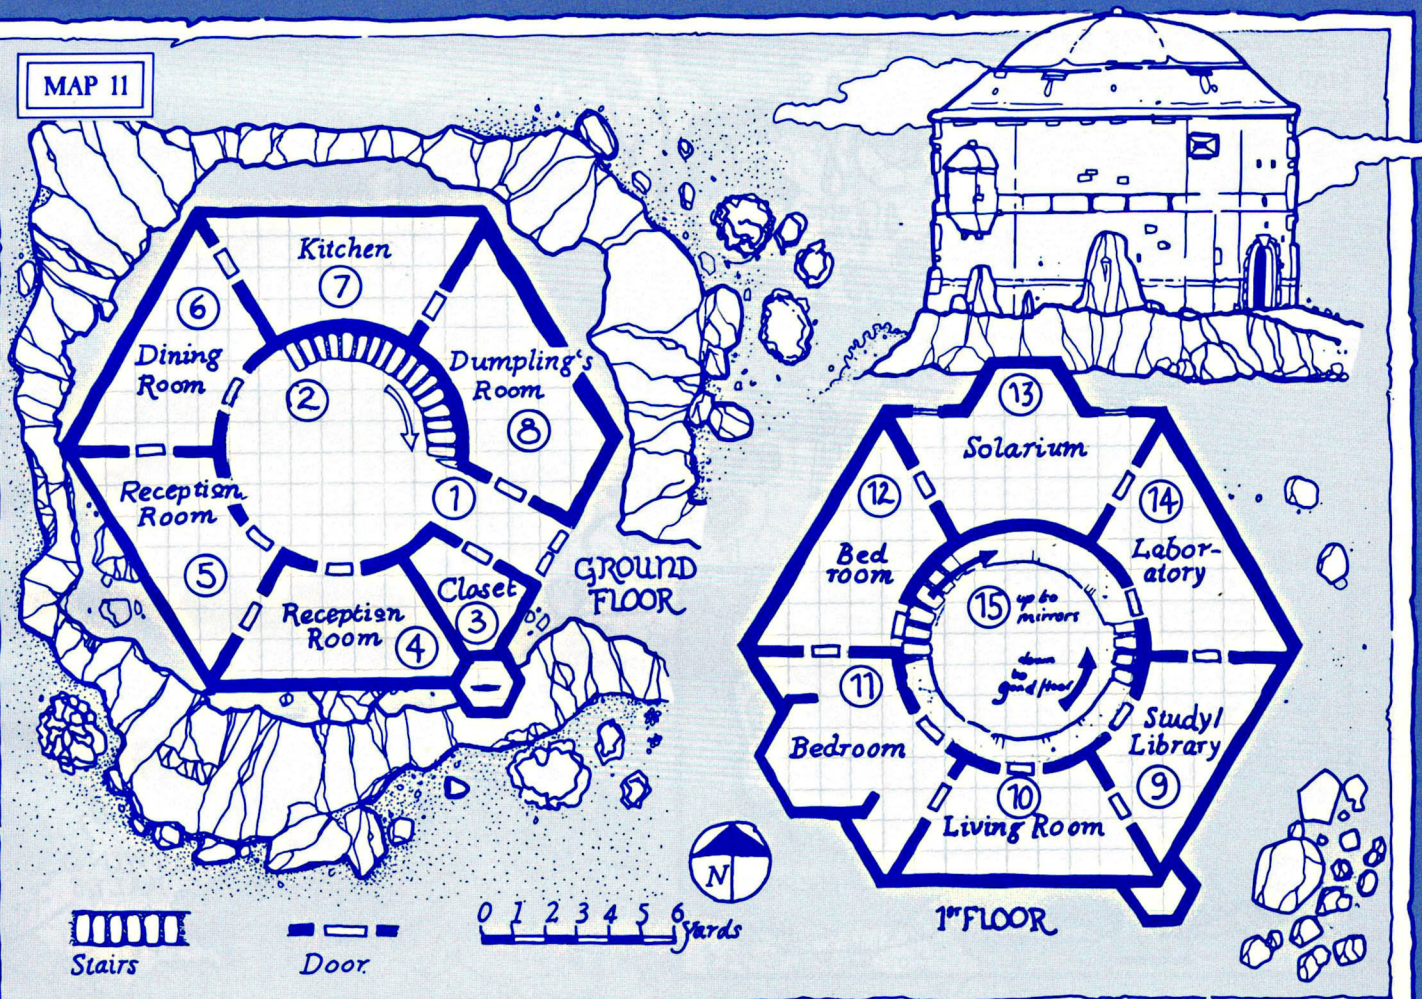 MAP 11
Kitchen
7
6
Dining
Room
2
Dumpling's
Room
8
1
Reception
Room
5
Closet
3
Reception
Room
4
GROUND
FLOOR
13
Solarium
12
Bed
room
14
Labor-
atory
15
up to
mirrors
down
to
11
Bedroom
Study/
Library
9
10
Living Room
1st FLOOR
N
0 1 2 3 4 5 6
Yards
Stairs
Door.